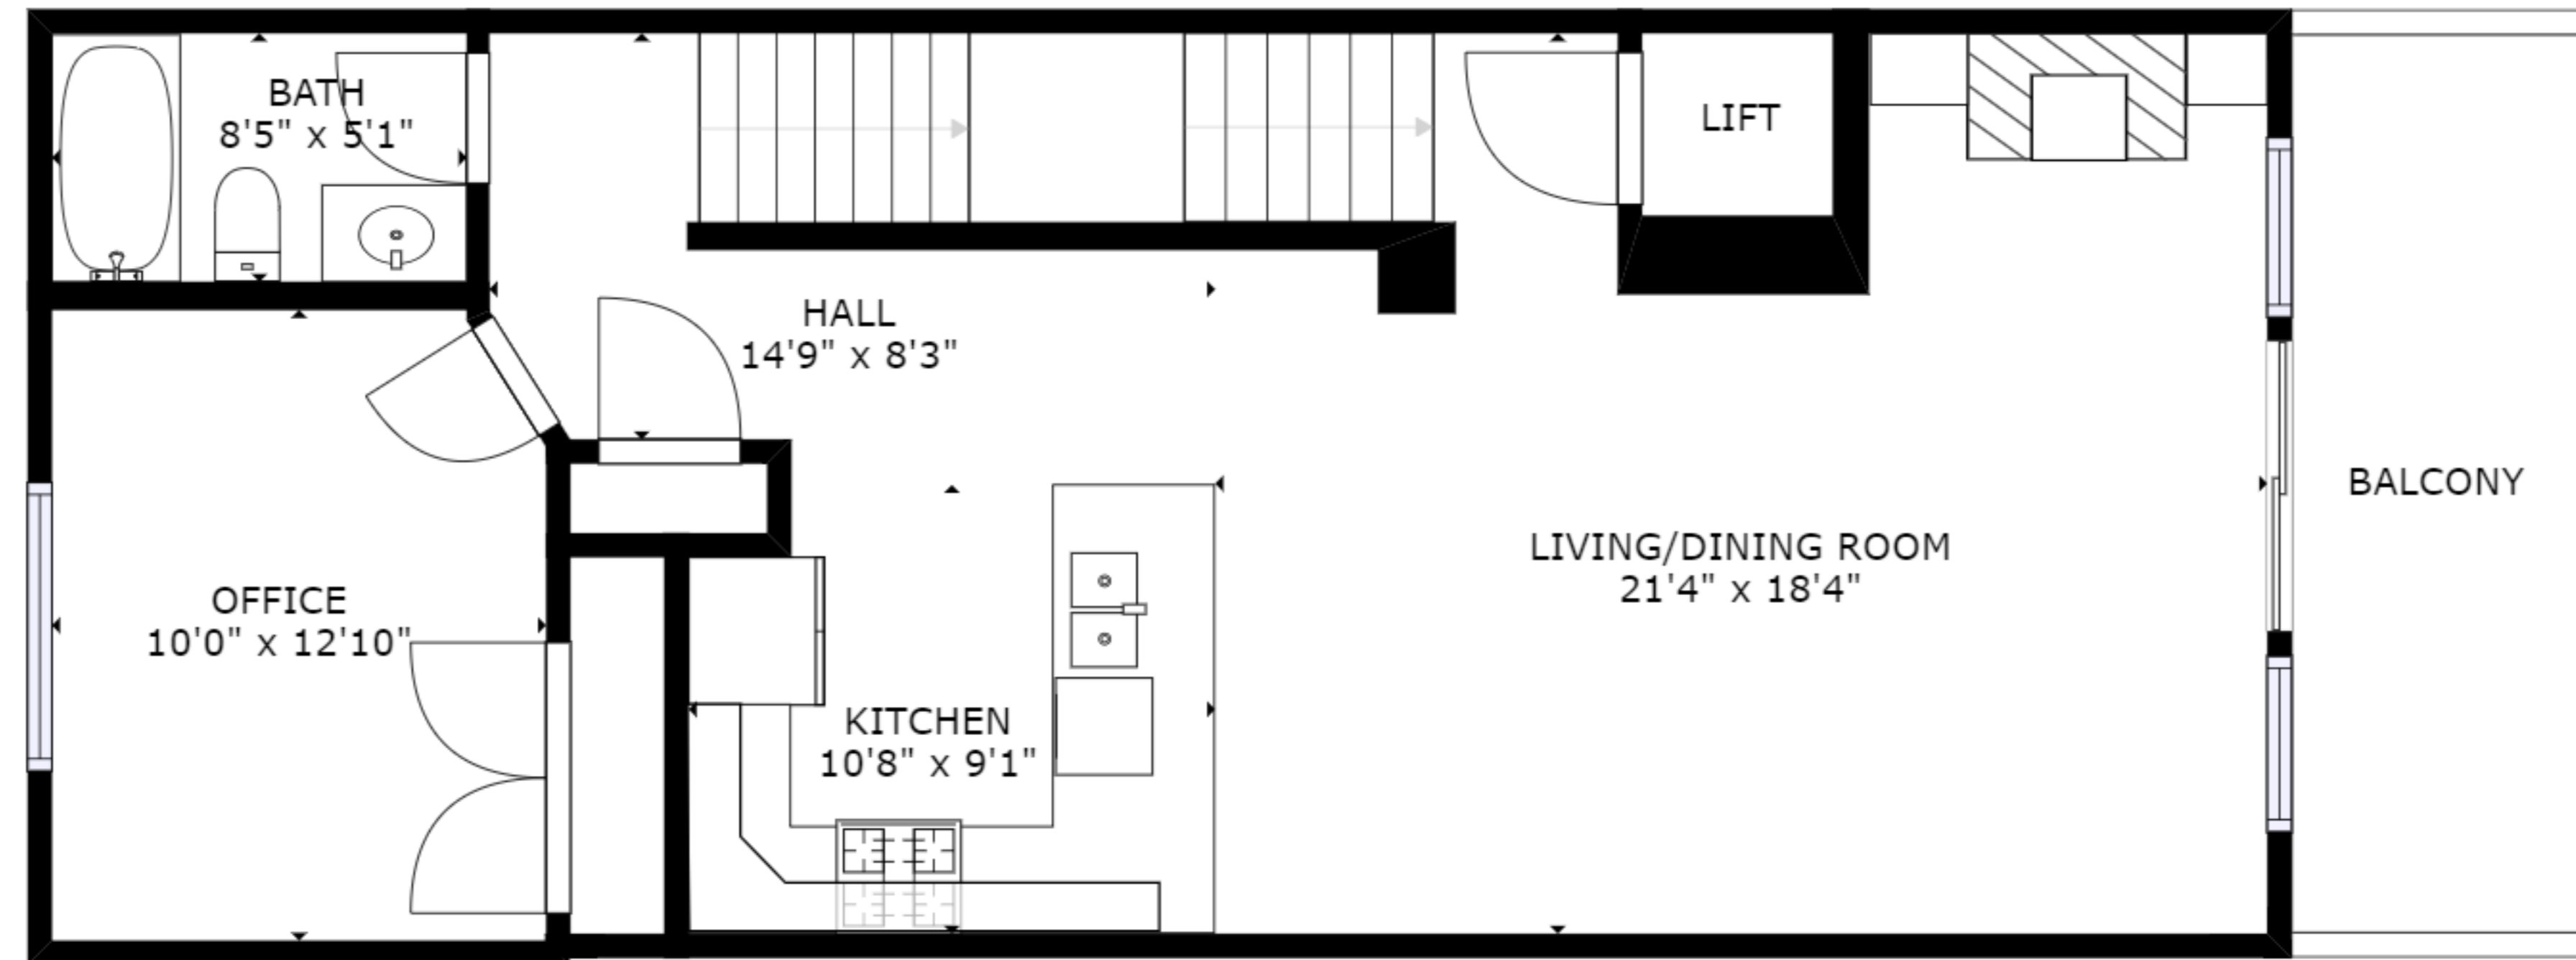 BATH
8'5" x 5'1"
LIFT
HALL
14'9" x 8'3"
BALCONY
LIVING/DINING ROOM
21'4" x 18'4"
OFFICE
10'0" x 12'10"
KITCHEN
10'8" x 9'1"